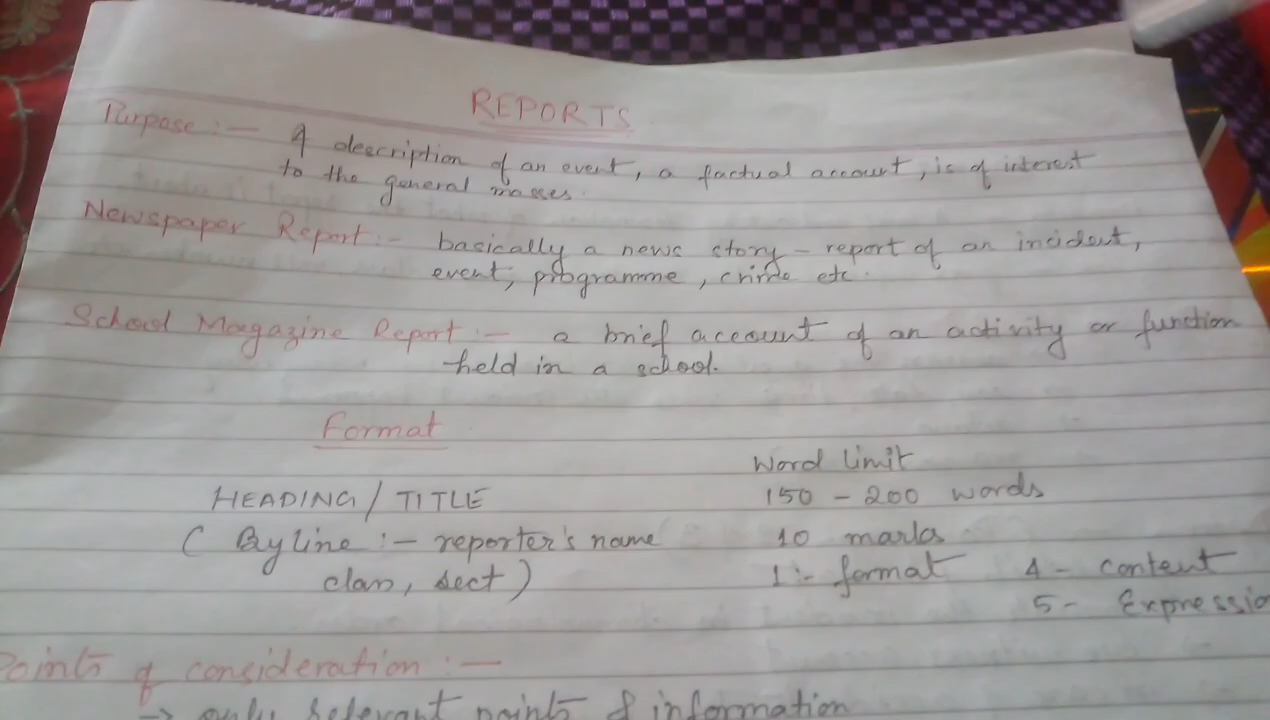 REPORTS
Purpose :- A description of an event, a factual account, is of interest
to the general masses.
Newspaper Report :- basically a news story - report of an incident,
event, programme, crime etc.
School Magazine Report :- a brief account of an activity or function
held in a school.
Format
Word limit
HEADING / TITLE 150 - 200 words
( By line :- reporter's name 10 marks
class, sect ) 1 :- format 4 - content
5 - Expressio
Points of consideration :-
→ only relevant points & information